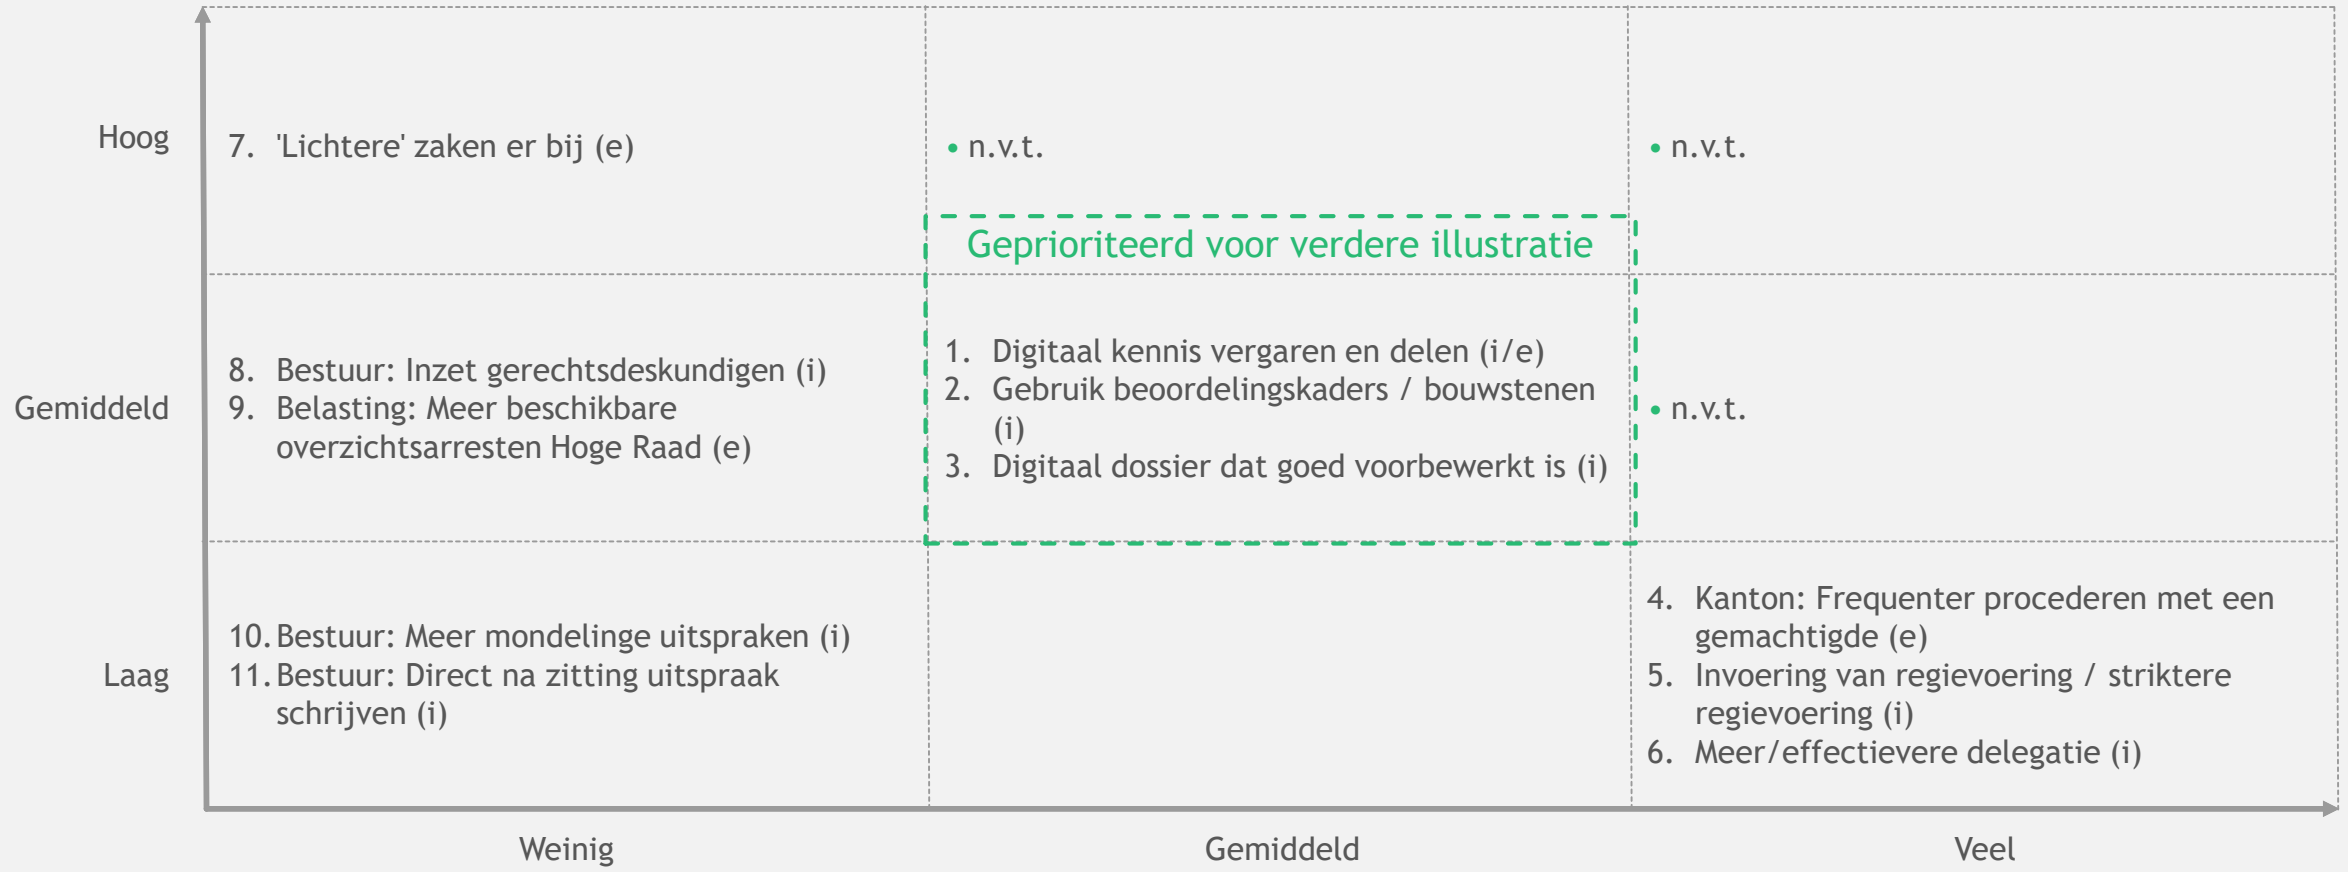 Hoog
7. 'Lichtere' zaken er bij (e)
• n.v.t.
• n.v.t.
Geprioriteerd voor verdere illustratie
Gemiddeld
8. Bestuur: Inzet gerechtsdeskundigen (i)
9. Belasting: Meer beschikbare
overzichtsarresten Hoge Raad (e)
1. Digitaal kennis vergaren en delen (i/e)
2. Gebruik beoordelingskaders / bouwstenen
(i)
3. Digitaal dossier dat goed voorbewerkt is (i)
• n.v.t.
Laag
10. Bestuur: Meer mondelinge uitspraken (i)
11. Bestuur: Direct na zitting uitspraak
schrijven (i)
4. Kanton: Frequenter procederen met een
gemachtigde (e)
5. Invoering van regievoering / striktere
regievoering (i)
6. Meer/effectievere delegatie (i)
Weinig
Gemiddeld
Veel